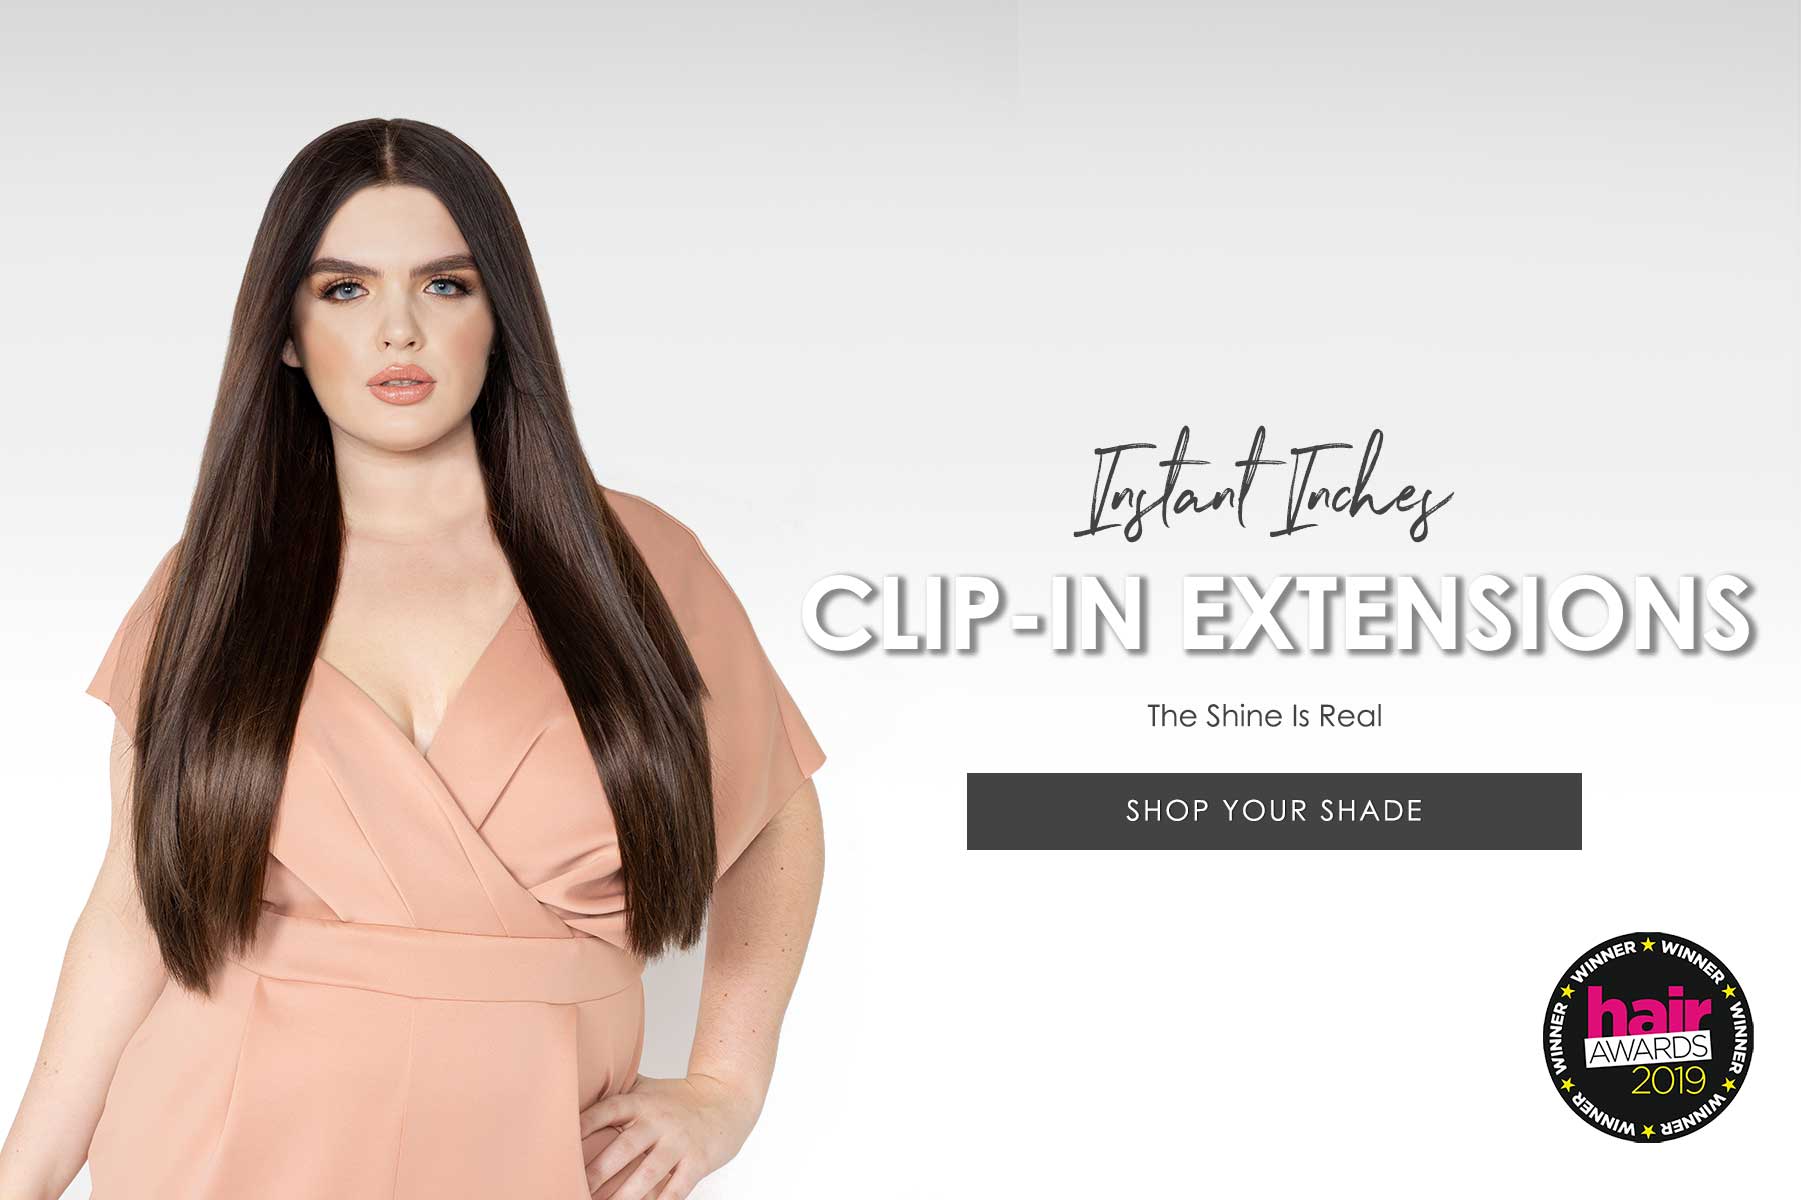 Instant Inches
CLIP-IN EXTENSIONS
The Shine Is Real
SHOP YOUR SHADE
WINNER ★ WINNER ★ WINNER ★ WINNER ★ WINNER ★ WINNER ★
hair
AWARDS
2019